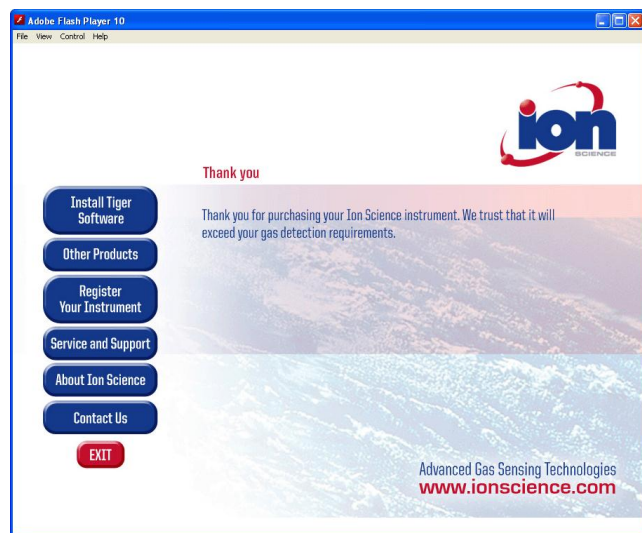 Adobe Flash Player 10
File View Control Help
ion
SCIENCE
Thank you
Thank you for purchasing your Ion Science instrument. We trust that it will
exceed your gas detection requirements.
Install Tiger
Software
Other Products
Register
Your Instrument
Service and Support
About Ion Science
Contact Us
EXIT
Advanced Gas Sensing Technologies
www.ionscience.com